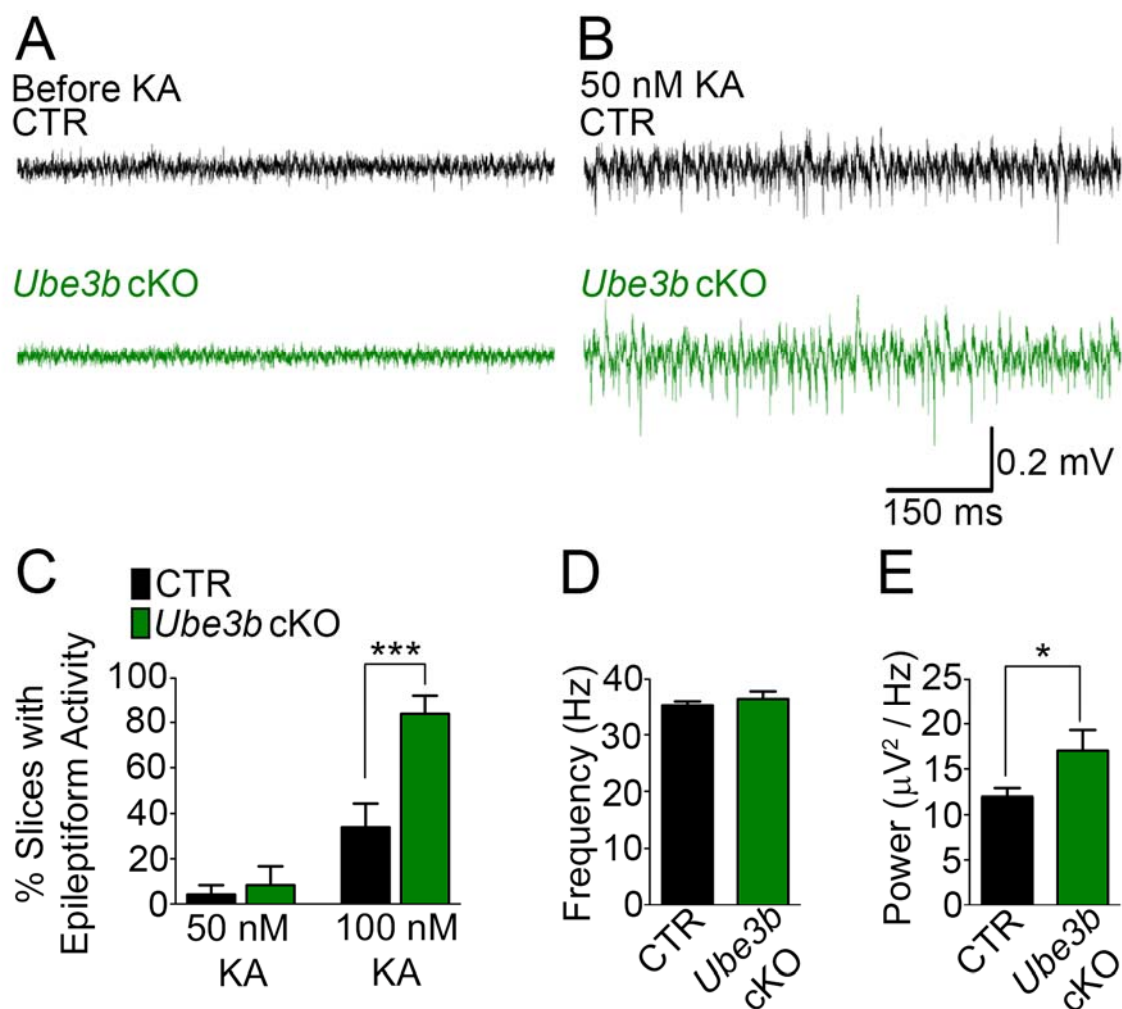 A
Before KA
CTR
Ube3b cKO
B
50 nM KA
CTR
Ube3b cKO
0.2 mV
150 ms
C
CTR
Ube3b cKO
% Slices with
Epileptiform Activity
100
80
60
40
20
0
***
50 nM
KA
100 nM
KA
D
Frequency (Hz)
40
30
20
10
0
CTR
Ube3b
cKO
E
Power (µV² / Hz)
25
20
15
10
5
0
*
CTR
Ube3b
cKO